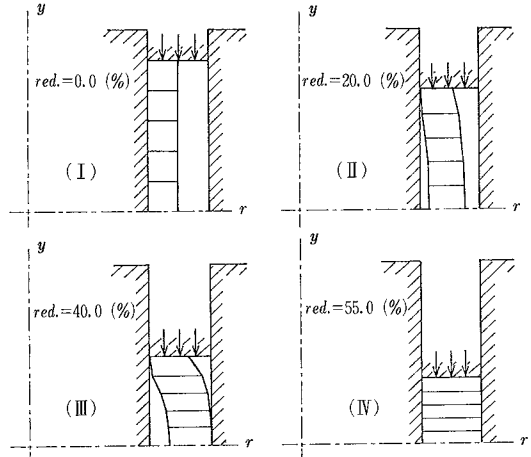 y
red.=0.0 (%)
(Ⅰ)
r
y
red.=20.0 (%)
(Ⅱ)
r
y
red.=40.0 (%)
(Ⅲ)
r
y
red.=55.0 (%)
(Ⅳ)
r